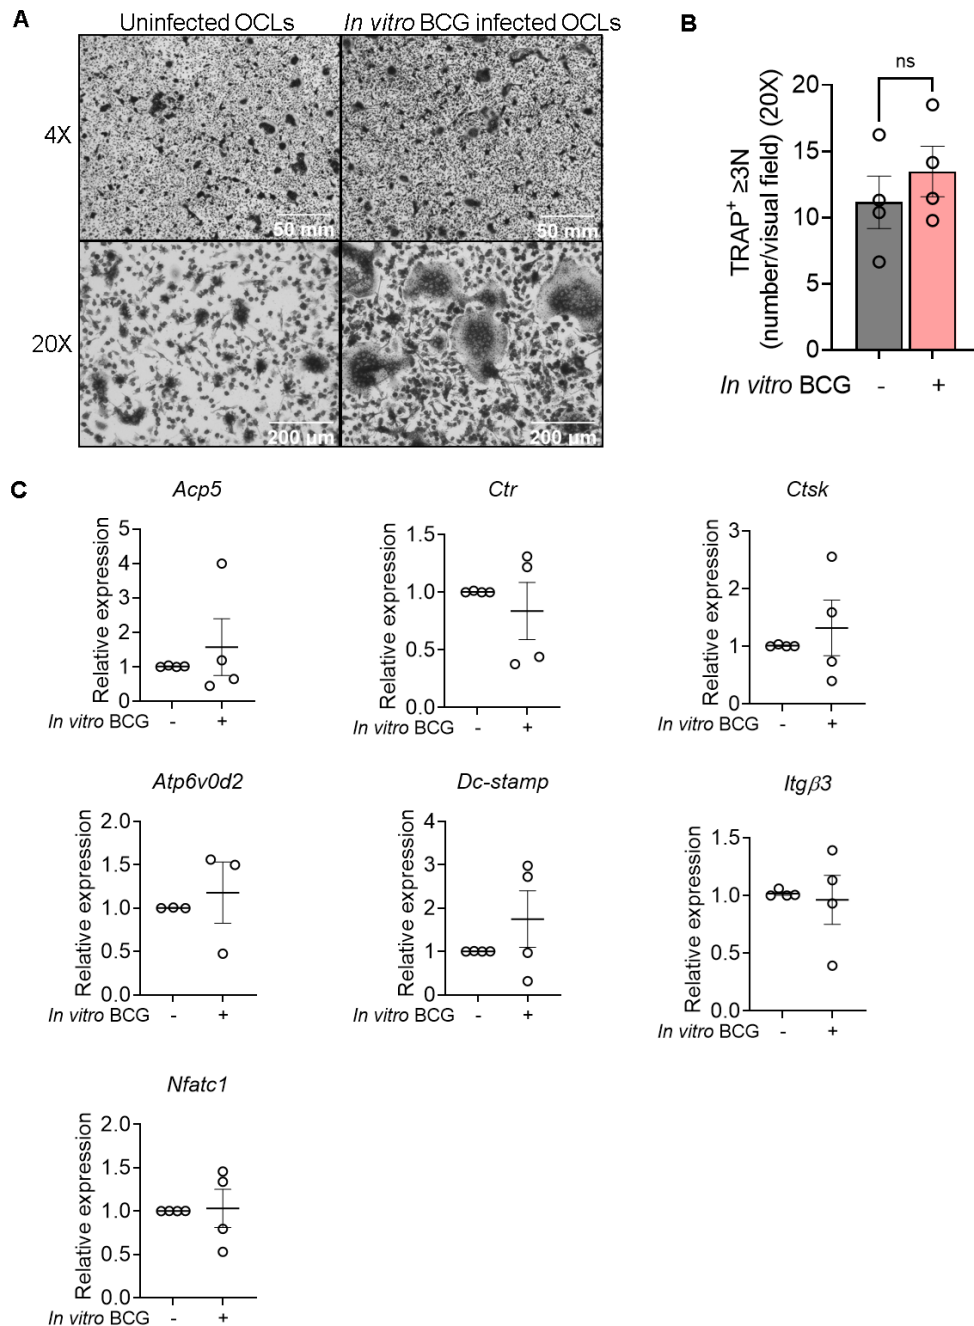 A
Uninfected OCLs
In vitro BCG infected OCLs
4X
50 mm
50 mm
20X
200 µm
200 µm
B
ns
TRAP+ ≥3N
(number/visual field) (20X)
20
15
10
5
0
In vitro BCG - +
C
Acp5
Relative expression
5
4
3
2
1
0
In vitro BCG - +
Ctr
Relative expression
1.5
1.0
0.5
0.0
In vitro BCG - +
Ctsk
Relative expression
3
2
1
0
In vitro BCG - +
Atp6v0d2
Relative expression
2.0
1.5
1.0
0.5
0.0
In vitro BCG - +
Dc-stamp
Relative expression
4
3
2
1
0
In vitro BCG - +
Itgβ3
Relative expression
1.5
1.0
0.5
0.0
In vitro BCG - +
Nfatc1
Relative expression
2.0
1.5
1.0
0.5
0.0
In vitro BCG - +